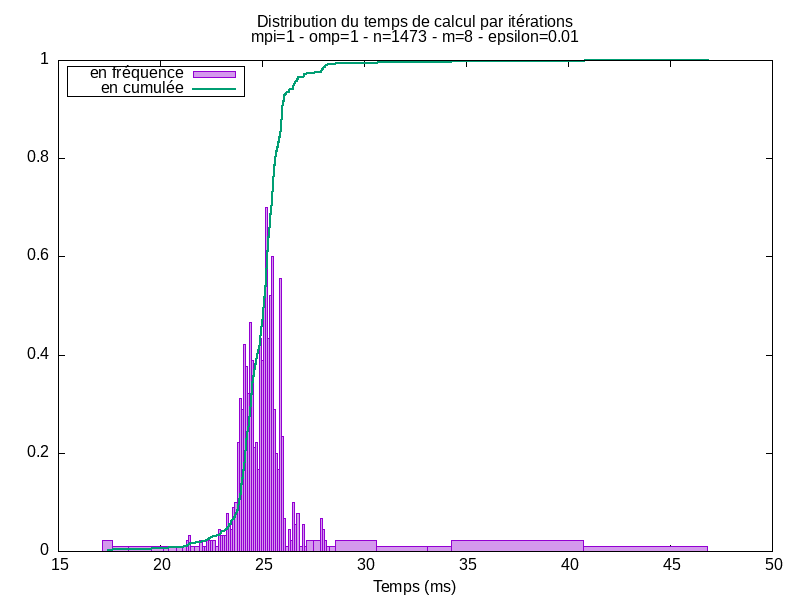 Distribution du temps de calcul par itérations
mpi=1 - omp=1 - n=1473 - m=8 - epsilon=0.01
en fréquence
en cumulée
1
0.8
0.6
0.4
0.2
0
15 20 25 30 35 40 45 50
Temps (ms)